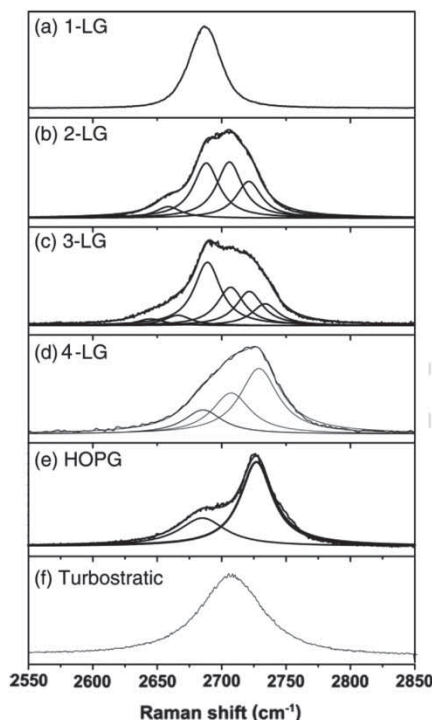 (a) 1-LG
(b) 2-LG
(c) 3-LG
(d) 4-LG
(e) HOPG
(f) Turbostratic
2550 2600 2650 2700 2750 2800 2850
Raman shift (cm⁻¹)